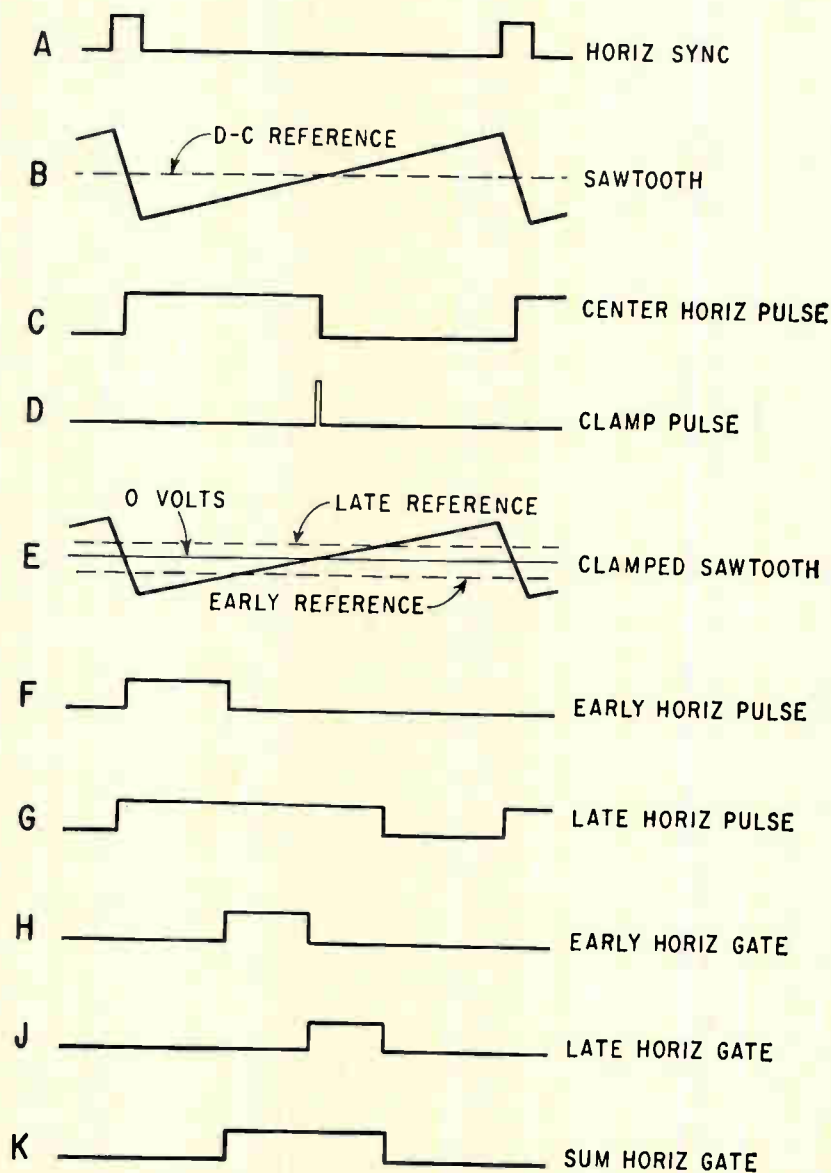 A
HORIZ SYNC
D-C REFERENCE
B
SAWTOOTH
C
CENTER HORIZ PULSE
D
CLAMP PULSE
O VOLTS
LATE REFERENCE
E
CLAMPED SAWTOOTH
EARLY REFERENCE
F
EARLY HORIZ PULSE
G
LATE HORIZ PULSE
H
EARLY HORIZ GATE
J
LATE HORIZ GATE
K
SUM HORIZ GATE